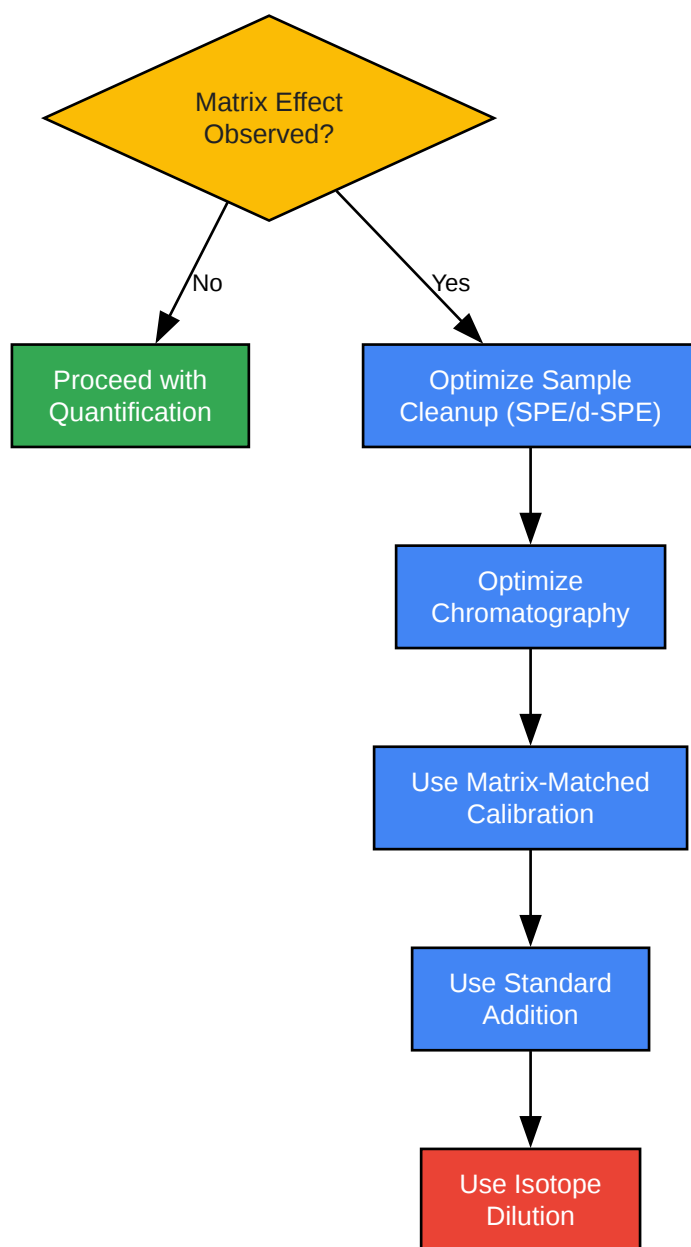 Matrix Effect
Observed?
No
Yes
Proceed with
Quantification
Optimize Sample
Cleanup (SPE/d-SPE)
Optimize
Chromatography
Use Matrix-Matched
Calibration
Use Standard
Addition
Use Isotope
Dilution